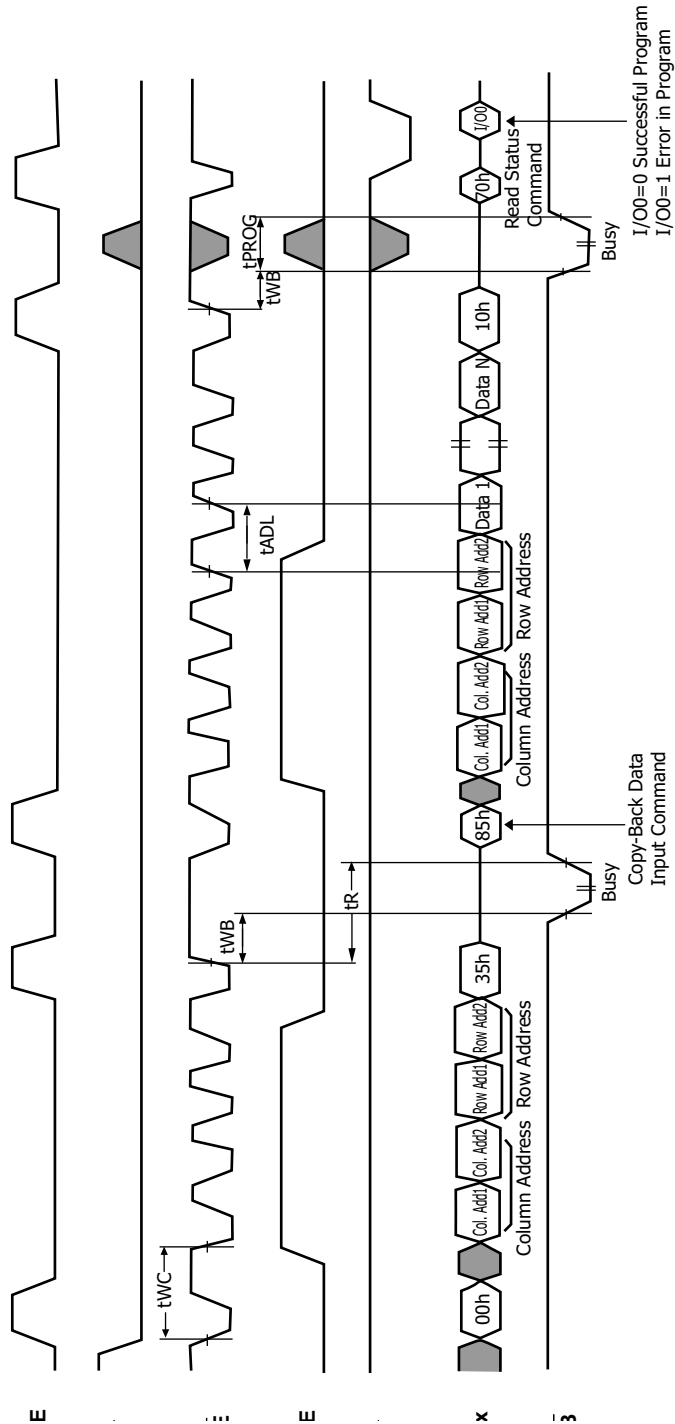 E
E
tWC
tWB
tADL
tWB
tPROG
E
tR
x
00h
Col. Add1
Col. Add2
Row Add1
Row Add2
35h
85h
Col. Add1
Col. Add2
Row Add1
Row Add2
Data 1
Data N
10h
70h
I/O0
Column Address
Row Address
Column Address
Row Address
Read Status
Command
B
Busy
Busy
Copy-Back Data
Input Command
I/O0=0 Successful Program
I/O0=1 Error in Program